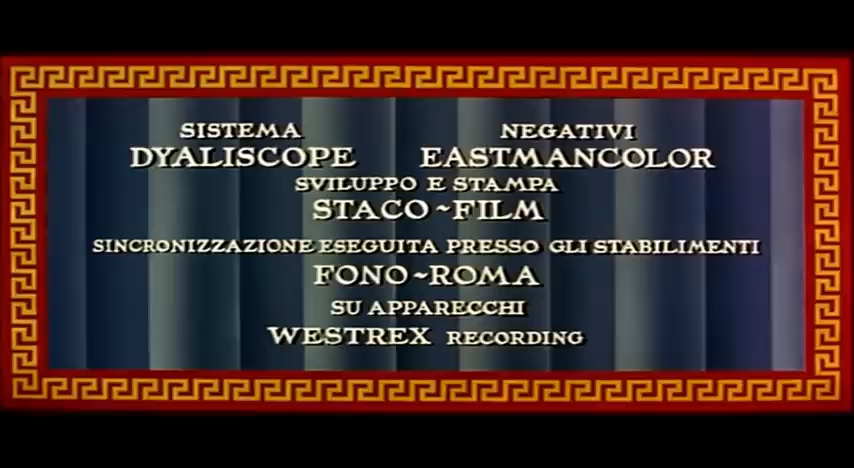 SISTEMA NEGATIVI
DYALISCOPE EASTMANCOLOR
SVILUPPO E STAMPA
STACO~FILM
SINCRONIZZAZIONE ESEGUITA PRESSO GLI STABILIMENTI
FONO~ROMA
SU APPARECCHI
WESTREX RECORDING